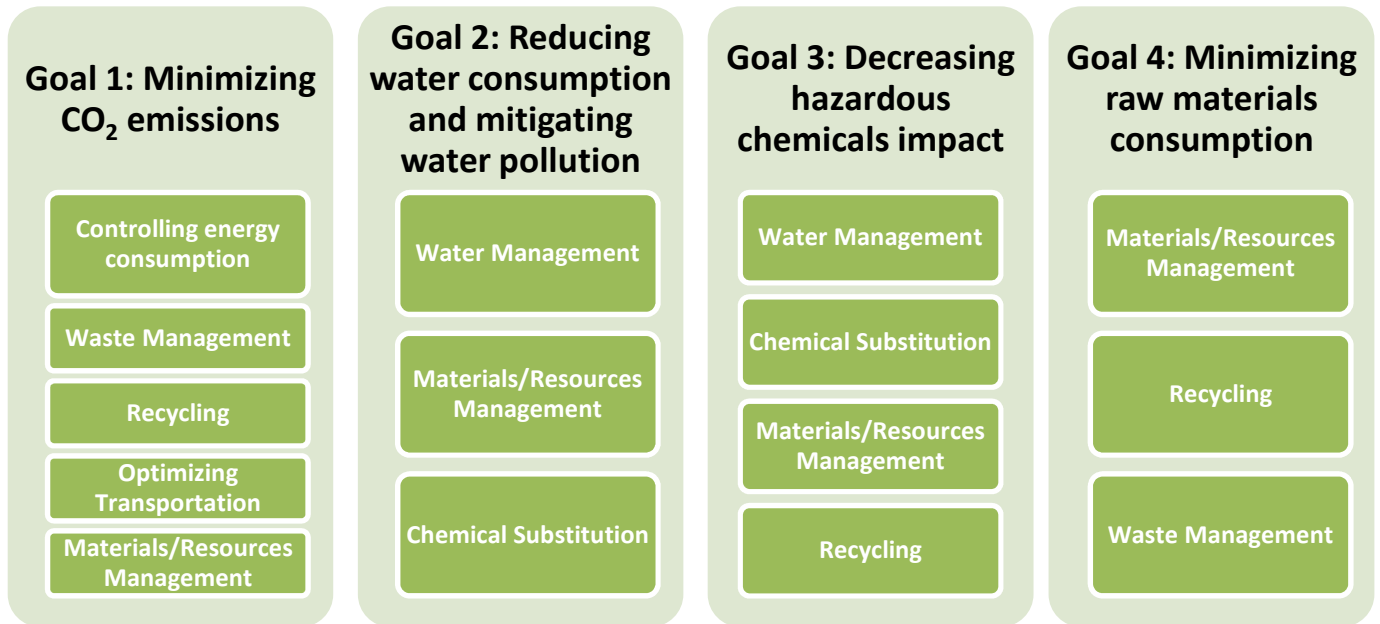 Goal 1: Minimizing
CO₂ emissions
Controlling energy
consumption
Waste Management
Recycling
Optimizing
Transportation
Materials/Resources
Management
Goal 2: Reducing
water consumption
and mitigating
water pollution
Water Management
Materials/Resources
Management
Chemical Substitution
Goal 3: Decreasing
hazardous
chemicals impact
Water Management
Chemical Substitution
Materials/Resources
Management
Recycling
Goal 4: Minimizing
raw materials
consumption
Materials/Resources
Management
Recycling
Waste Management